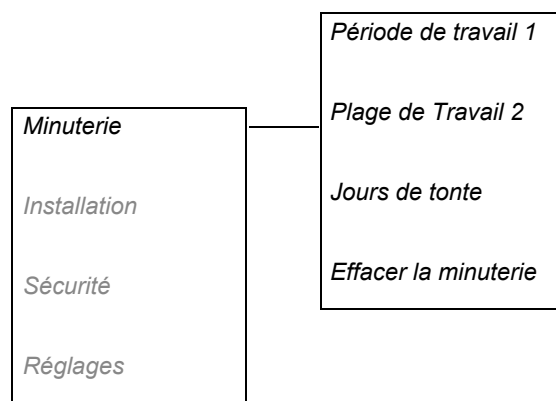 Minuterie
Installation
Sécurité
Réglages
Période de travail 1
Plage de Travail 2
Jours de tonte
Effacer la minuterie